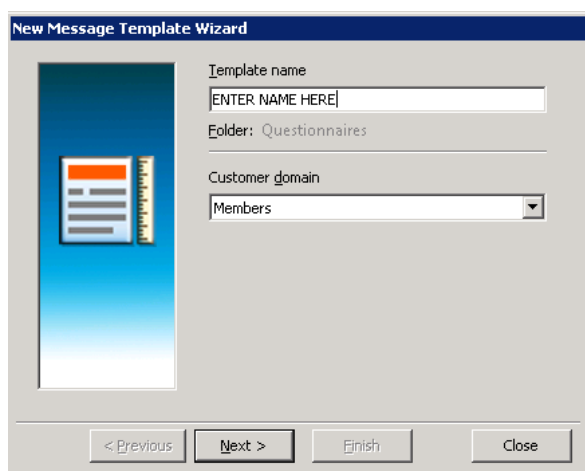 New Message Template Wizard
Template name
ENTER NAME HERE
Folder: Questionnaires
Customer domain
Members
< Previous Next > Finish Close